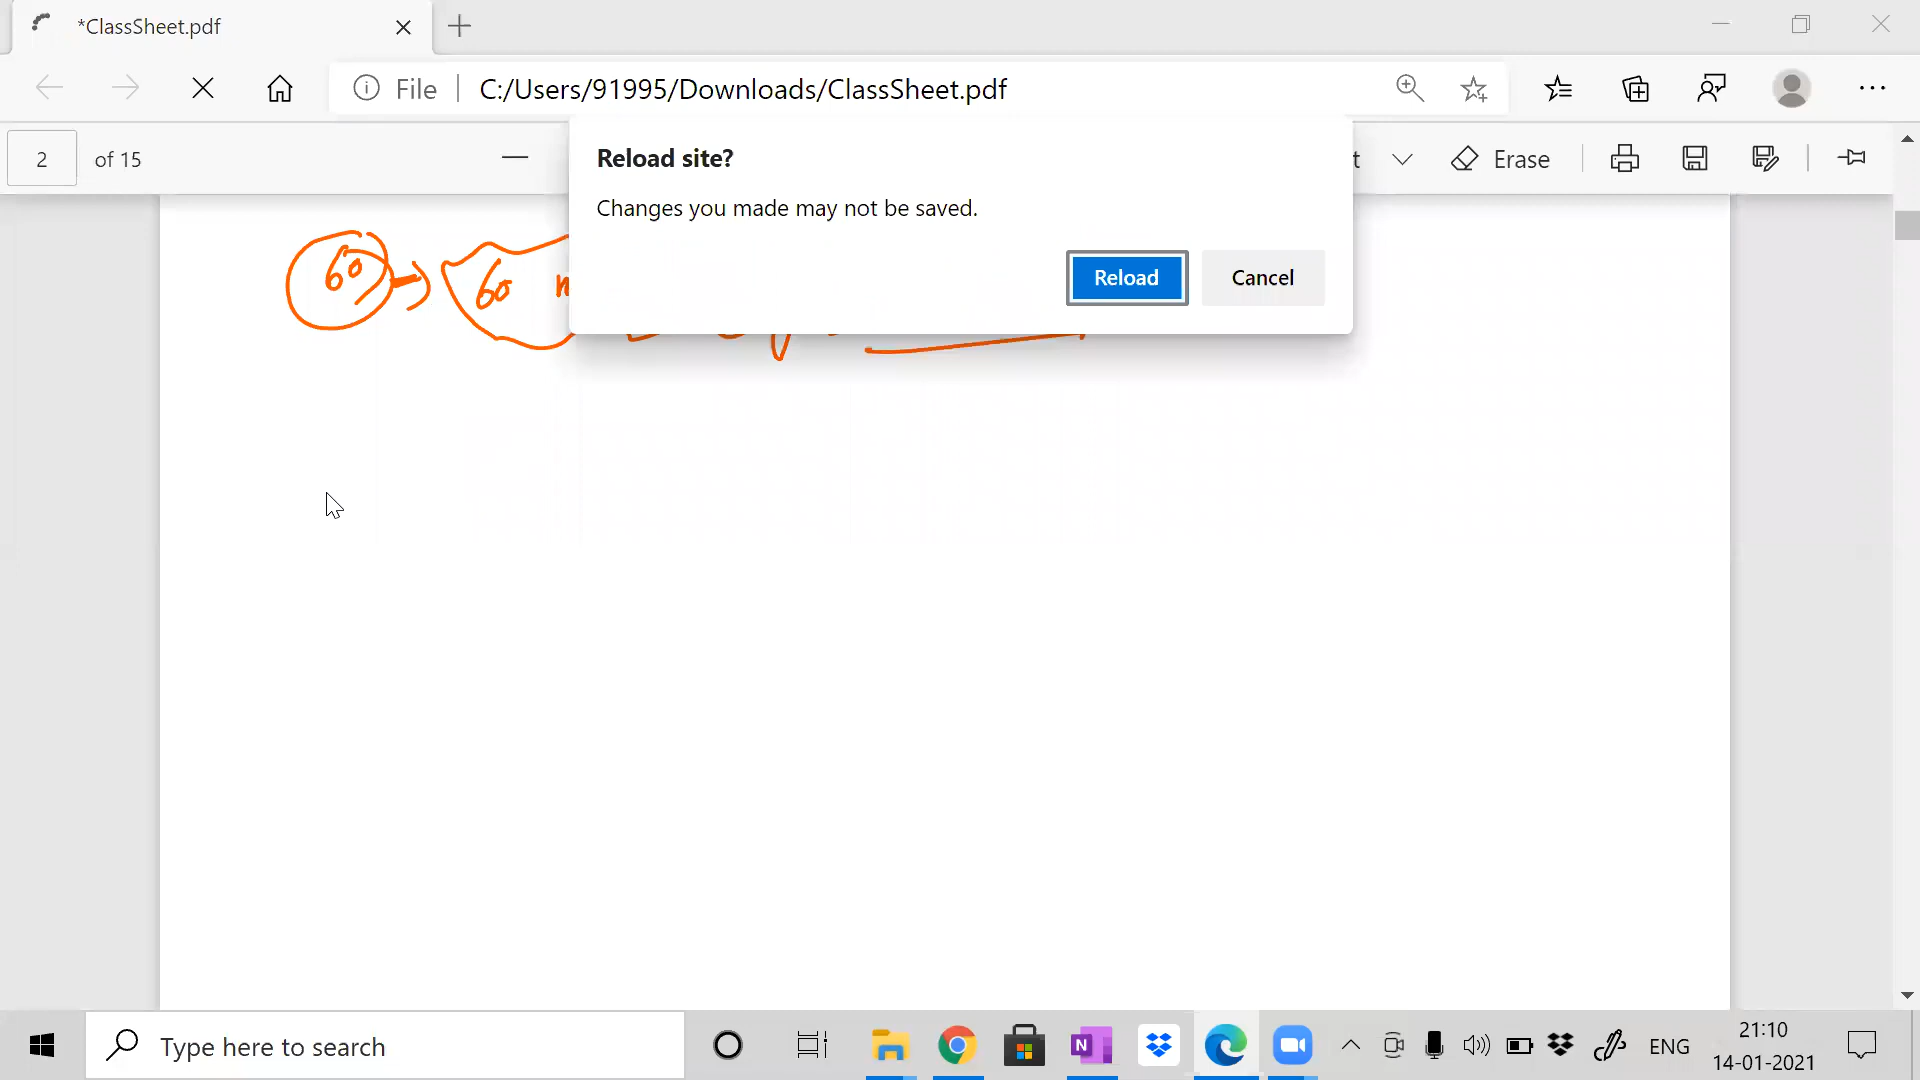 *ClassSheet.pdf
File C:/Users/91995/Downloads/ClassSheet.pdf
2 of 15
t Erase
Reload site?
Changes you made may not be saved.
Reload Cancel
60 60
Type here to search
N
ENG
21:10
14-01-2021